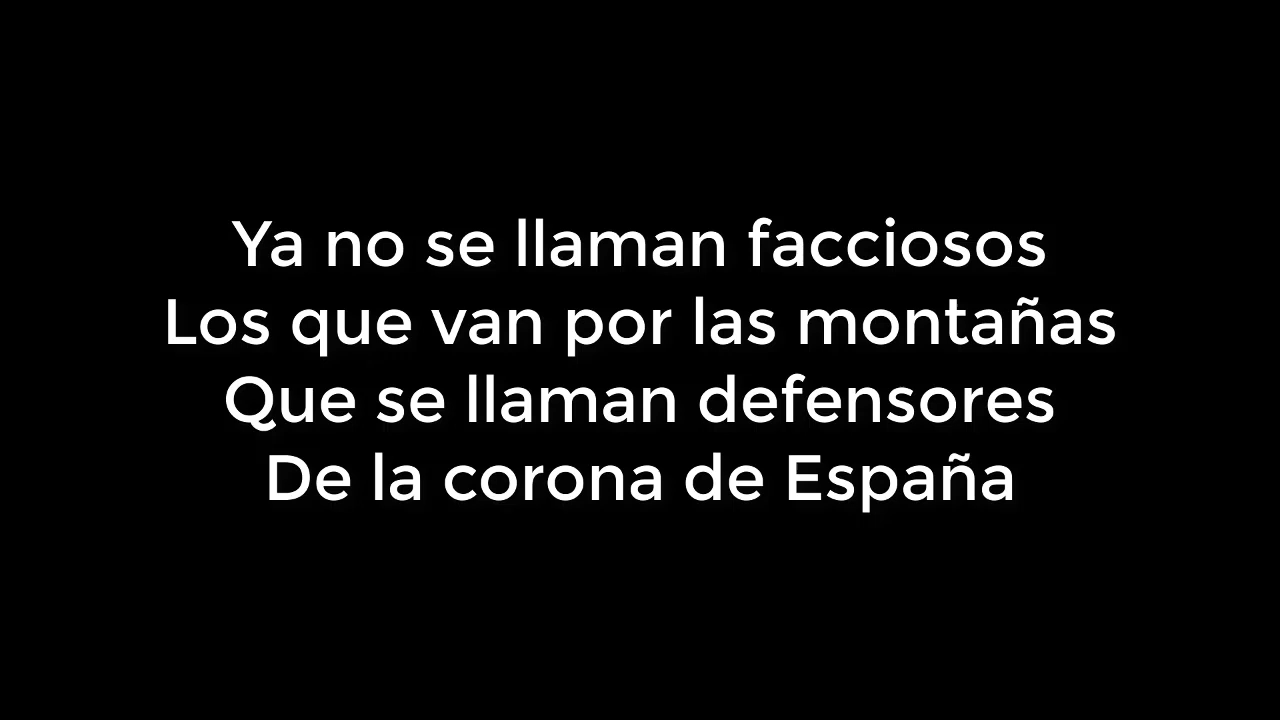 Ya no se llaman facciosos
Los que van por las montañas
Que se llaman defensores
De la corona de España